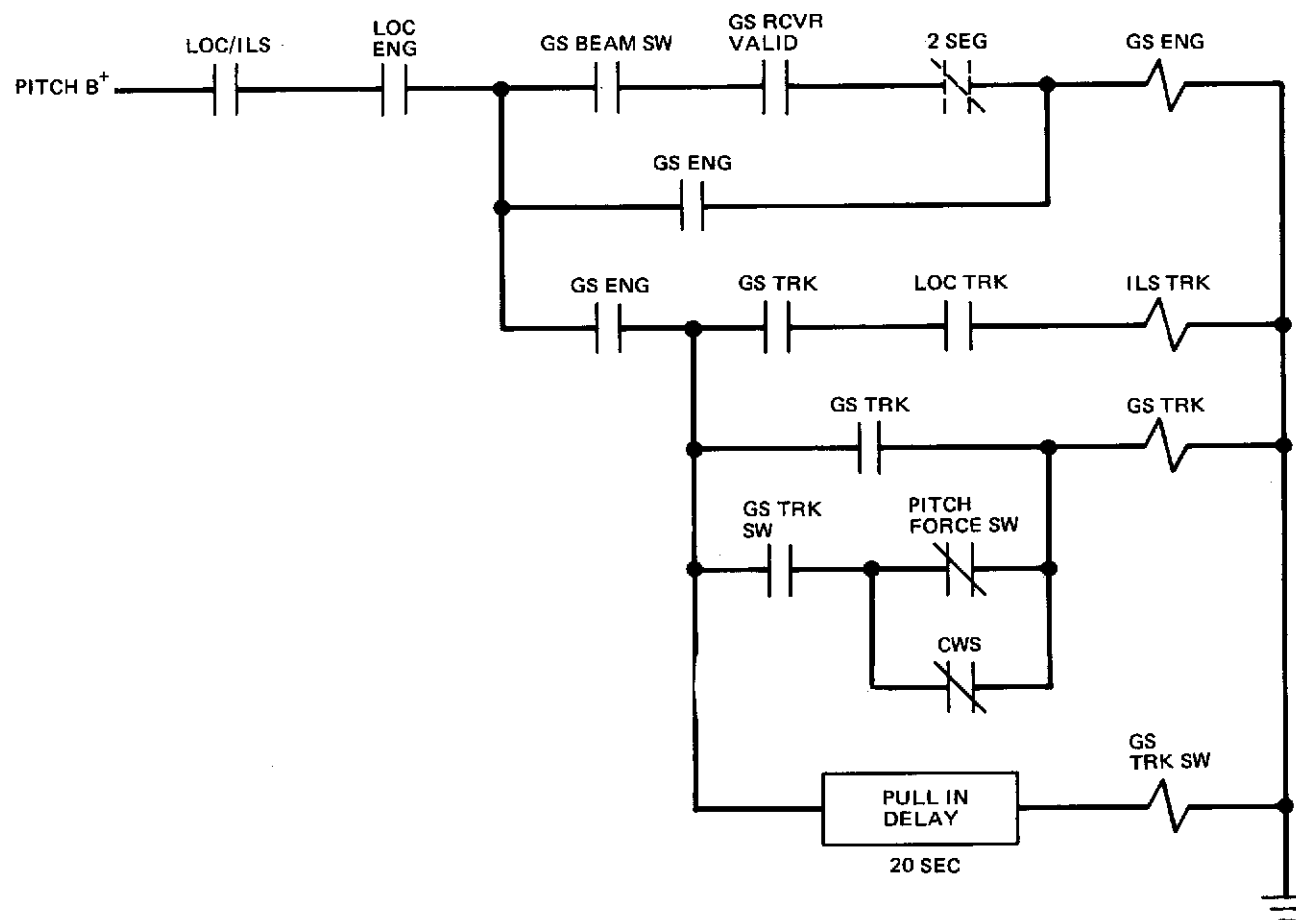 LOC/ILS
LOC
ENG
GS BEAM SW
GS RCVR
VALID
2 SEG
GS ENG
PITCH B+
GS ENG
GS ENG
GS TRK
LOC TRK
ILS TRK
GS TRK
GS TRK
GS TRK
SW
PITCH
FORCE SW
CWS
GS
TRK SW
PULL IN
DELAY
20 SEC